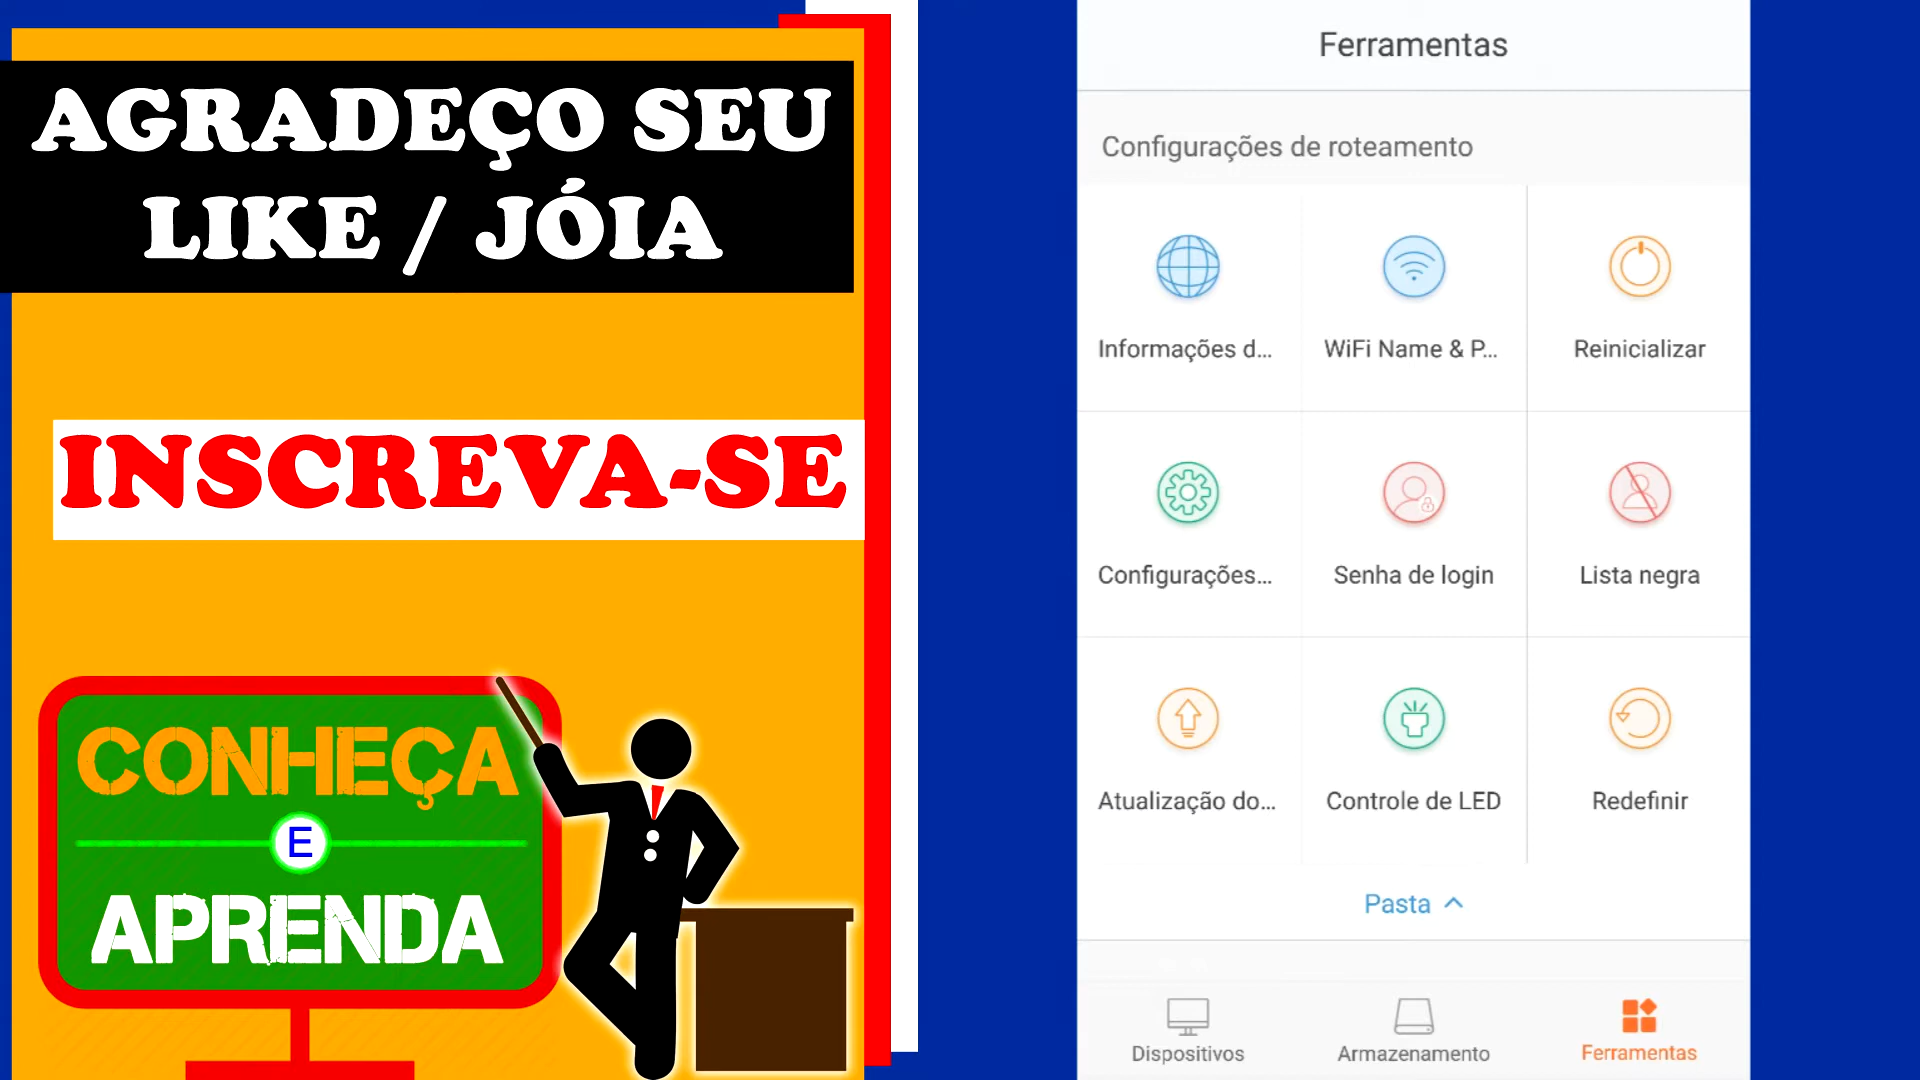 AGRADEÇO SEU
LIKE / JÓIA
INSCREVA-SE
CONHEÇA
E
APRENDA
Ferramentas
Configurações de roteamento
Informações d...
WiFi Name & P...
Reinicializar
Configurações...
Senha de login
Lista negra
Atualização do...
Controle de LED
Redefinir
Pasta
Dispositivos
Armazenamento
Ferramentas